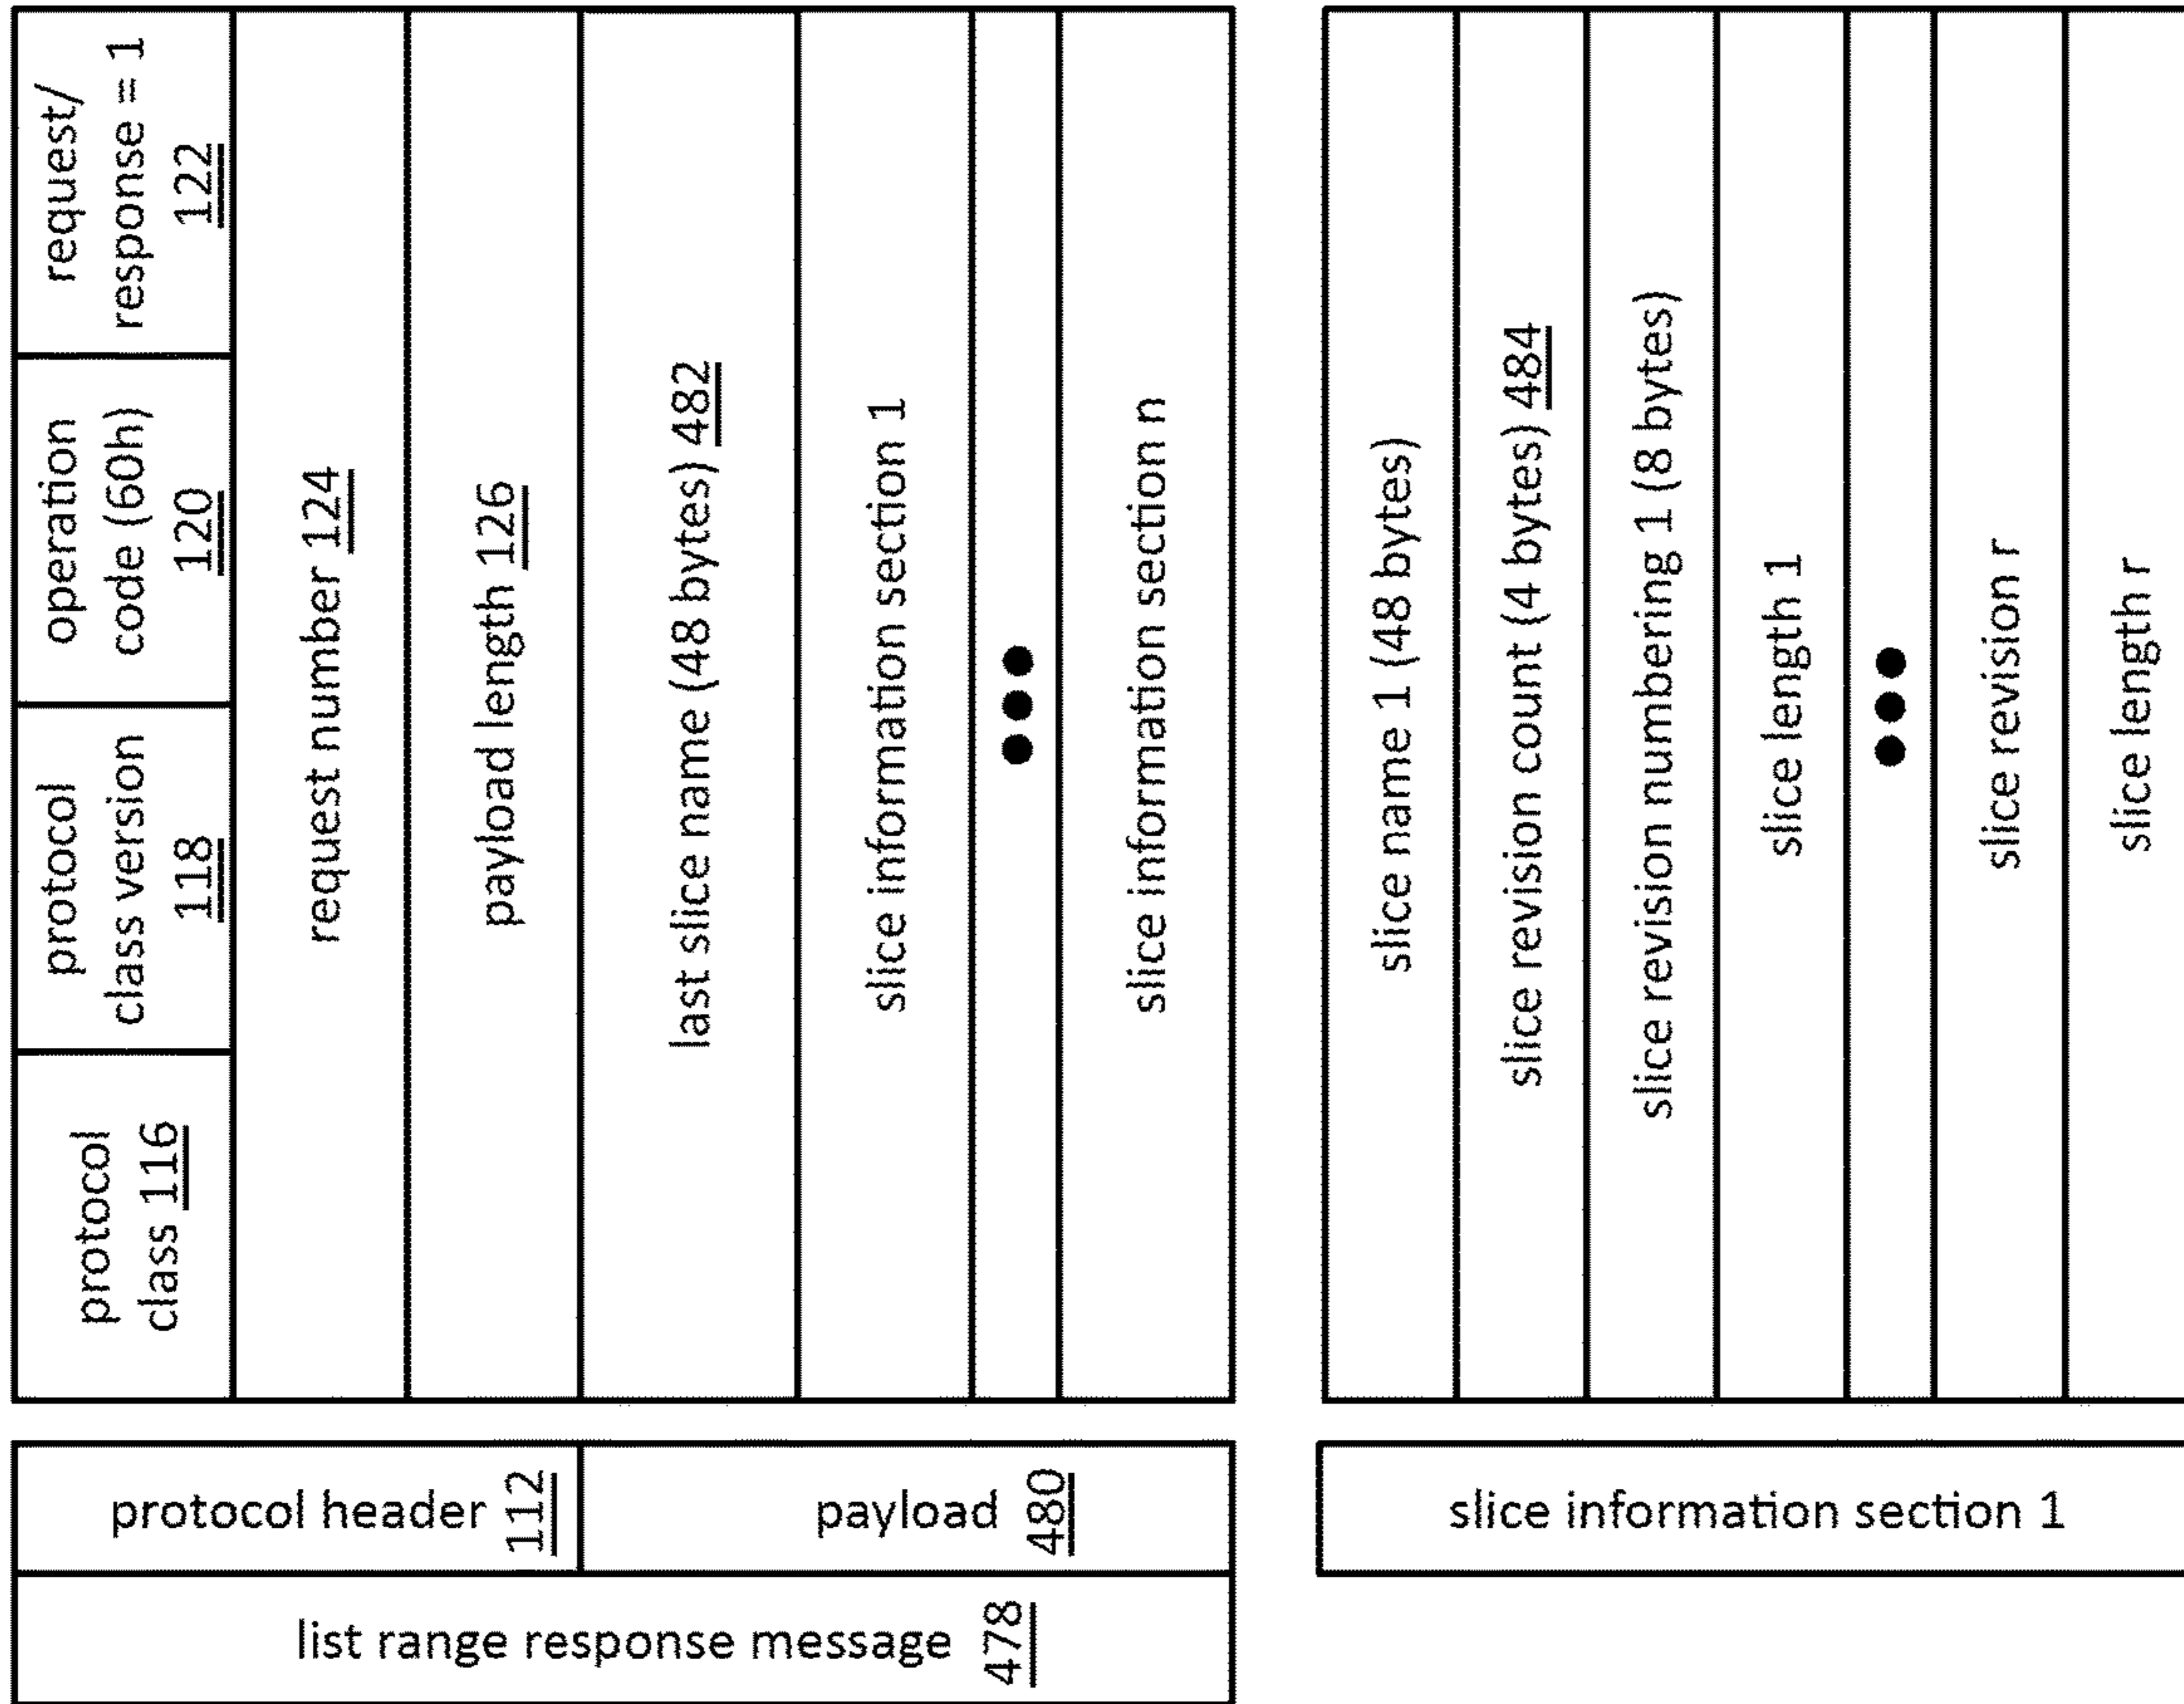 list range response message 478
protocol header 112
payload 480
protocol
class 116
protocol
class version
118
operation
code (60h)
120
request/
response = 1
122
request number 124
payload length 126
last slice name (48 bytes) 482
slice information section 1
●●●
slice information section n
slice information section 1
slice name 1 (48 bytes)
slice revision count (4 bytes) 484
slice revision numbering 1 (8 bytes)
slice length 1
●●●
slice revision r
slice length r